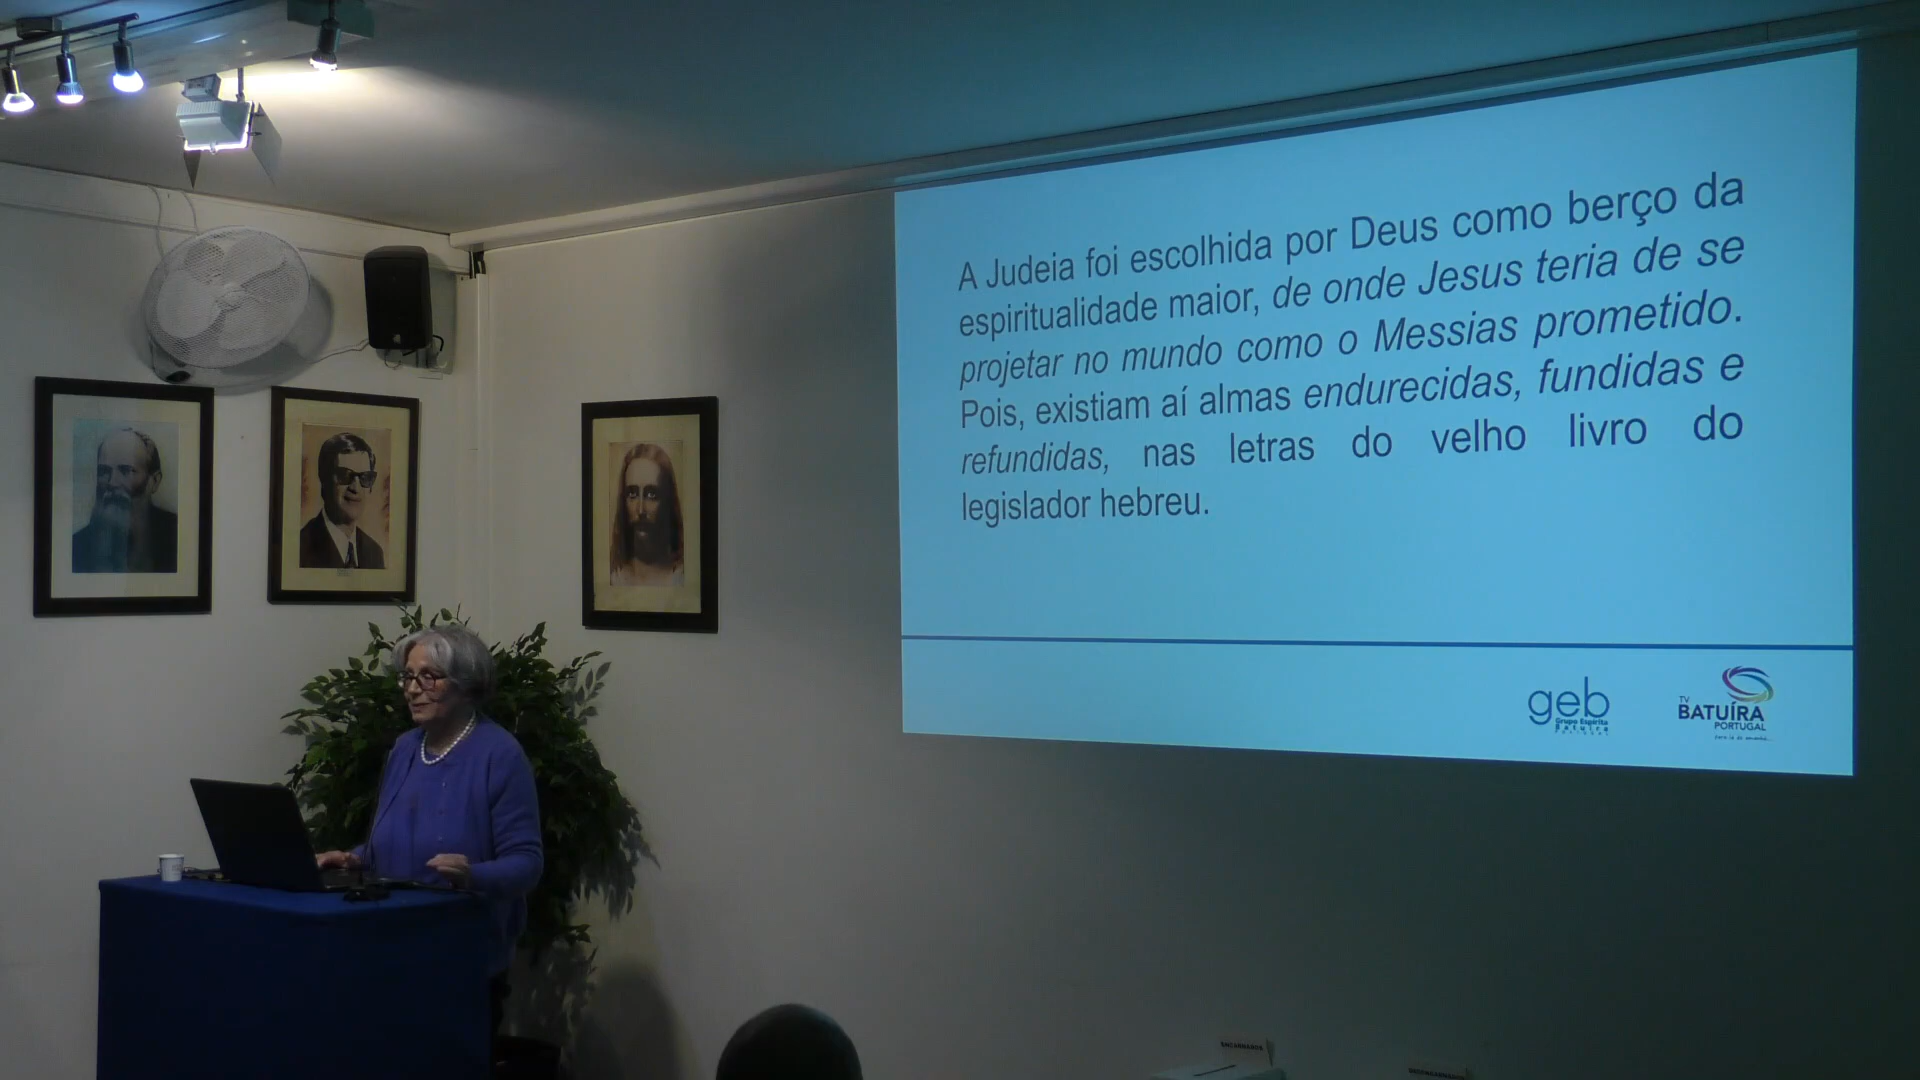 A Judeia foi escolhida por Deus como berço da
espiritualidade maior, de onde Jesus teria de se
projetar no mundo como o Messias prometido.
Pois, existiam aí almas endurecidas, fundidas e
refundidas, nas letras do velho livro do
legislador hebreu.
geb
Grupo Espírita
Batuíra
TV
BATUÍRA
PORTUGAL